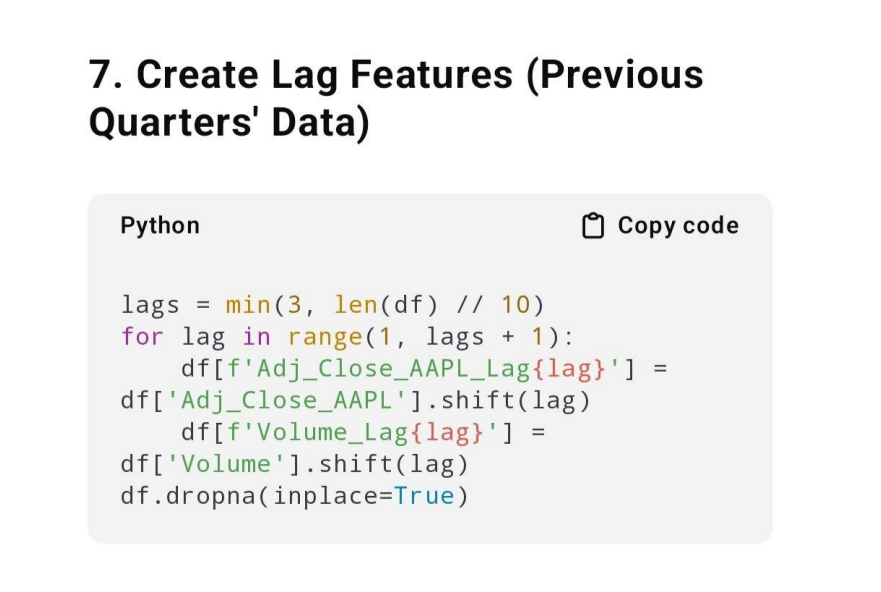 7. Create Lag Features (Previous
Quarters' Data)
Python
Copy code
lags = min(3, len(df) // 10)
for lag in range(1, lags + 1):
    df[f'Adj_Close_AAPL_Lag{lag}'] =
df['Adj_Close_AAPL'].shift(lag)
    df[f'Volume_Lag{lag}'] =
df['Volume'].shift(lag)
df.dropna(inplace=True)